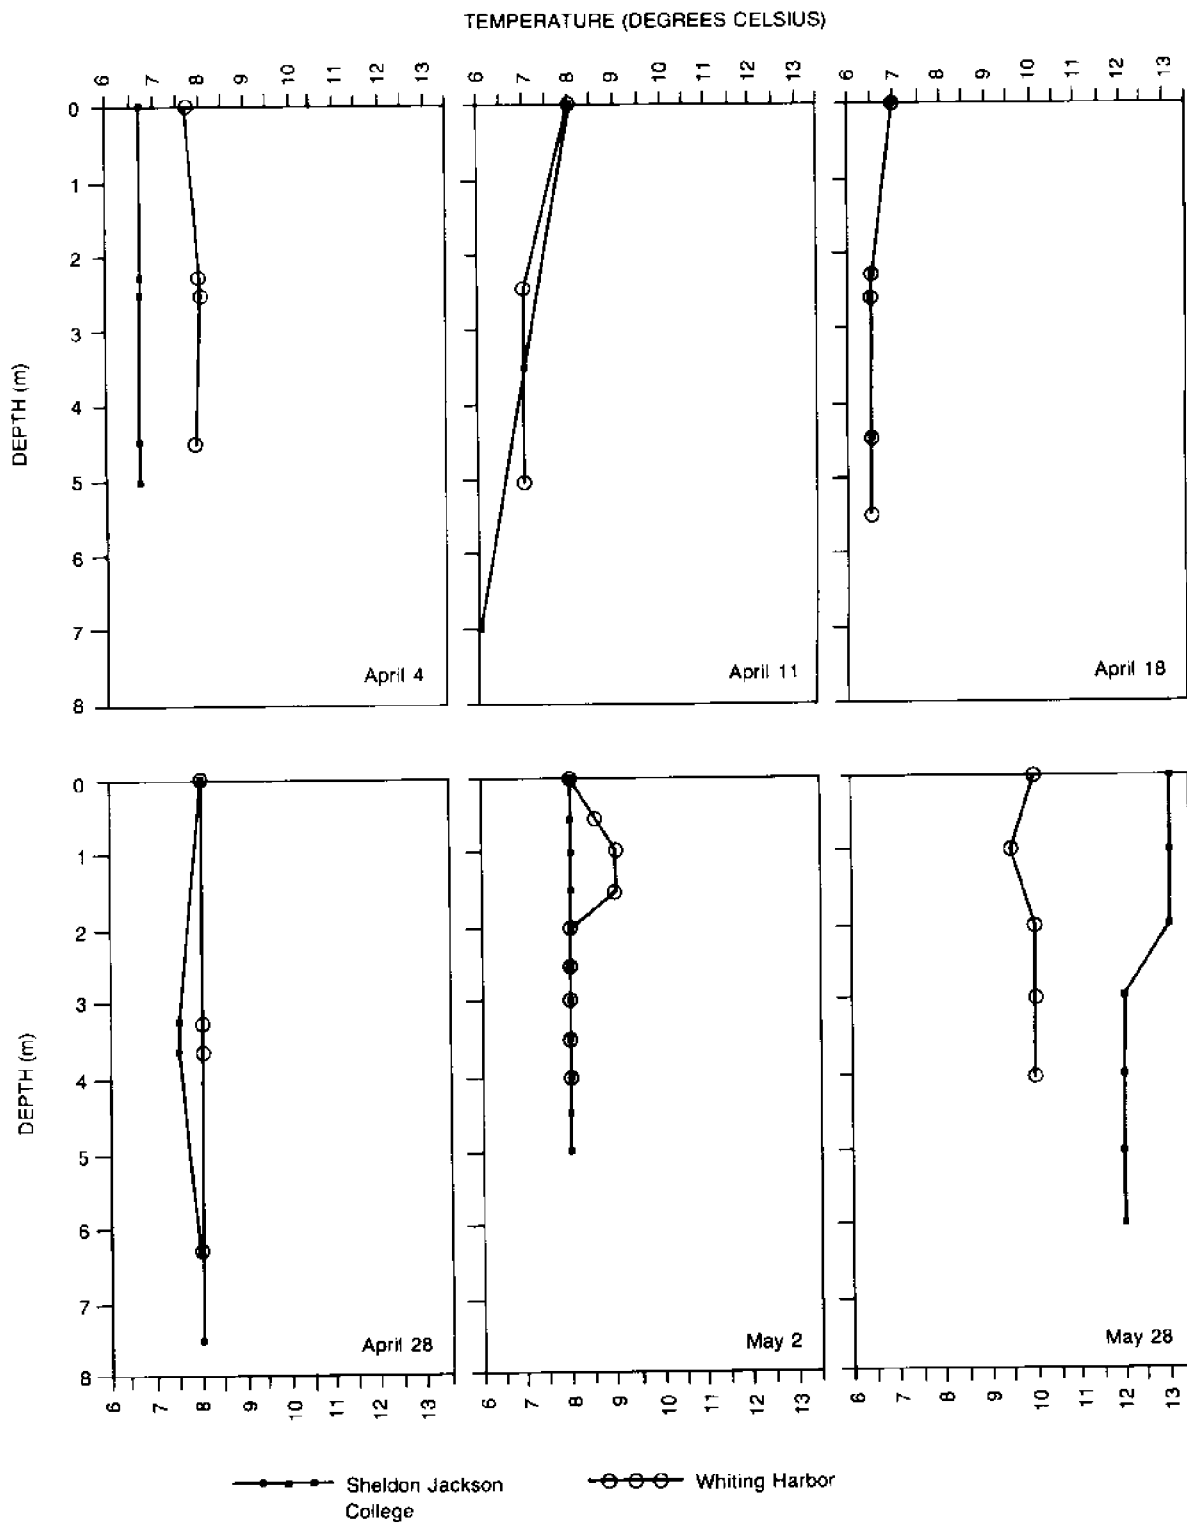 TEMPERATURE (DEGREES CELSIUS)
6 7 8 9 10 11 12 13 6 7 8 9 10 11 12 13 6 7 8 9 10 11 12 13
0
1
2
3
4
5
6
7
8
DEPTH (m)
April 4 April 11 April 18
0
1
2
3
4
5
6
7
8
DEPTH (m)
April 28 May 2 May 28
6 7 8 9 10 11 12 13 6 7 8 9 10 11 12 13 6 7 8 9 10 11 12 13
Sheldon Jackson
College
Whiting Harbor